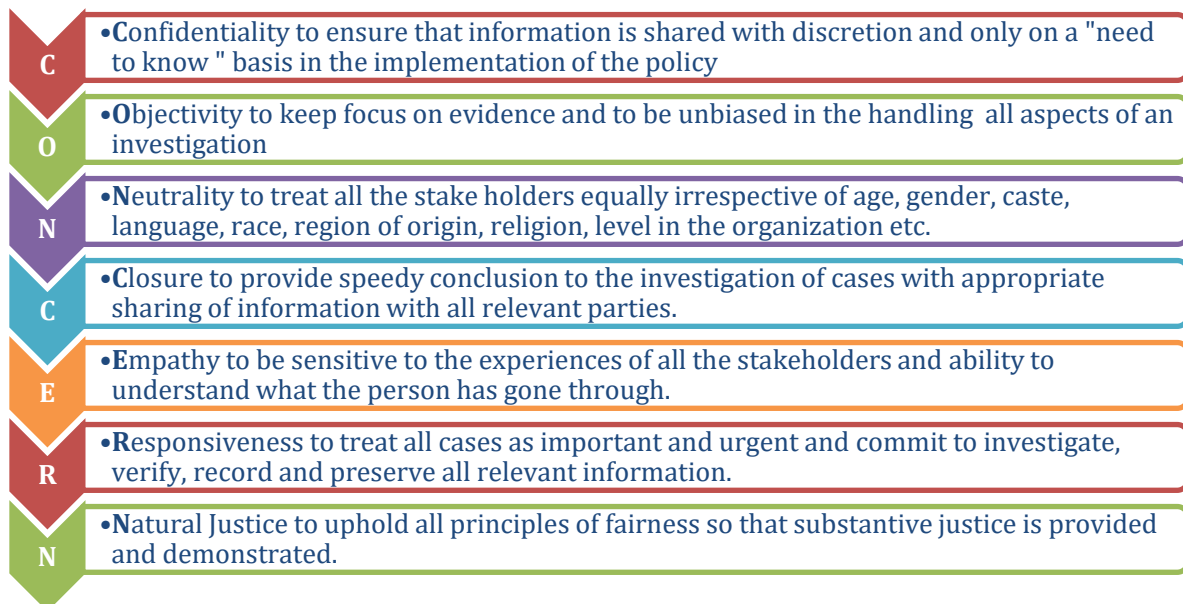 C
•Confidentiality to ensure that information is shared with discretion and only on a "need
to know " basis in the implementation of the policy
O
•Objectivity to keep focus on evidence and to be unbiased in the handling  all aspects of an
investigation
N
•Neutrality to treat all the stake holders equally irrespective of age, gender, caste,
language, race, region of origin, religion, level in the organization etc.
C
•Closure to provide speedy conclusion to the investigation of cases with appropriate
sharing of information with all relevant parties.
E
•Empathy to be sensitive to the experiences of all the stakeholders and ability to
understand what the person has gone through.
R
•Responsiveness to treat all cases as important and urgent and commit to investigate,
verify, record and preserve all relevant information.
N
•Natural Justice to uphold all principles of fairness so that substantive justice is provided
and demonstrated.